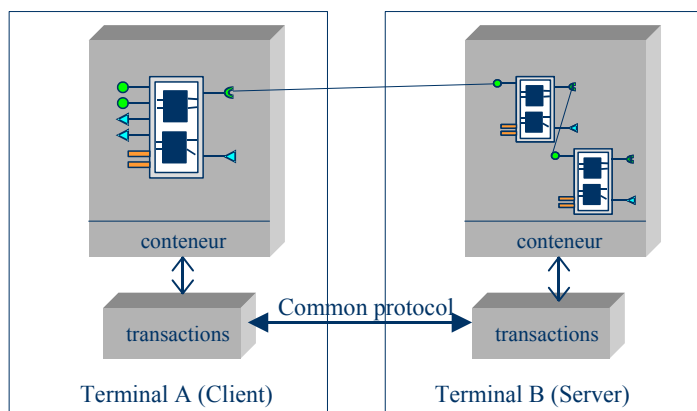 conteneur
conteneur
Common protocol
transactions
transactions
Terminal A (Client)
Terminal B (Server)